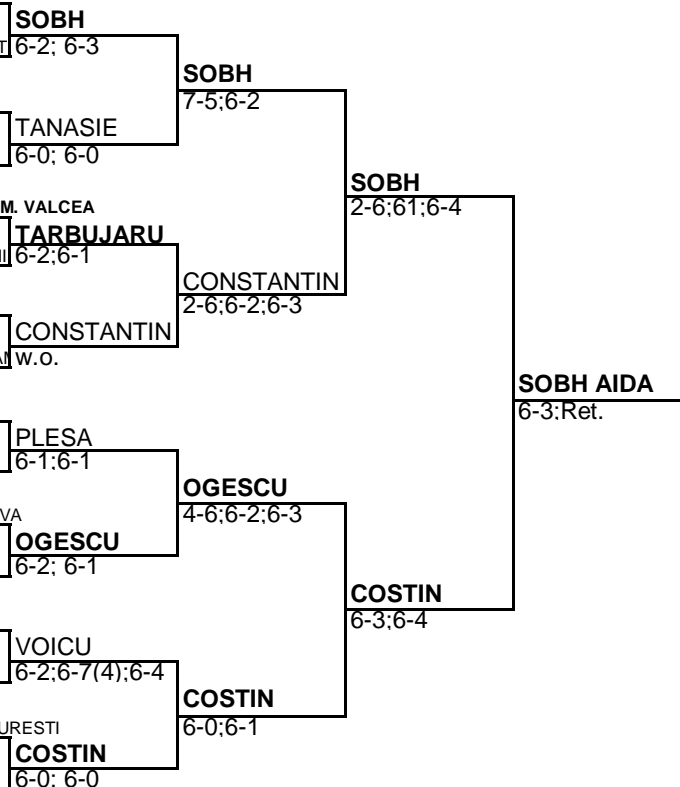 SOBH
6-2; 6-3
SOBH
7-5;6-2
TANASIE
6-0; 6-0
SOBH
2-6;61;6-4
M. VALCEA
TARBUJARU
6-2;6-1
CONSTANTIN
2-6;6-2;6-3
CONSTANTIN
w.o.
SOBH AIDA
6-3;Ret.
PLESA
6-1;6-1
OGESCU
4-6;6-2;6-3
VA
OGESCU
6-2; 6-1
COSTIN
6-3;6-4
VOICU
6-2;6-7(4);6-4
COSTIN
6-0;6-1
URESTI
COSTIN
6-0; 6-0